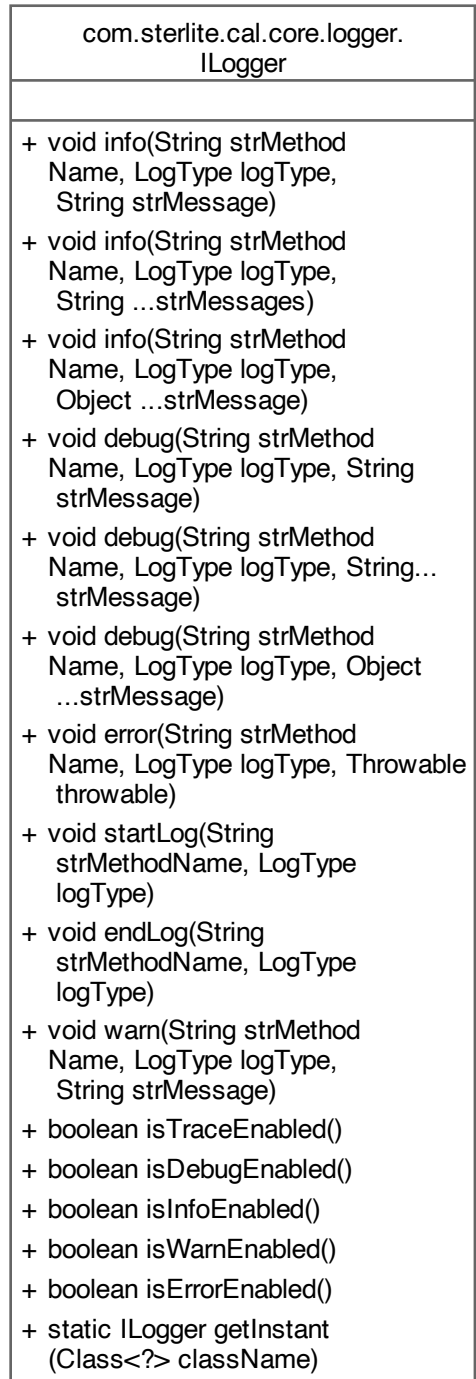 com.sterlite.cal.core.logger.
ILogger
+ void info(String strMethod
Name, LogType logType,
String strMessage)
+ void info(String strMethod
Name, LogType logType,
String ...strMessages)
+ void info(String strMethod
Name, LogType logType,
Object ...strMessage)
+ void debug(String strMethod
Name, LogType logType, String
strMessage)
+ void debug(String strMethod
Name, LogType logType, String...
strMessage)
+ void debug(String strMethod
Name, LogType logType, Object
...strMessage)
+ void error(String strMethod
Name, LogType logType, Throwable
throwable)
+ void startLog(String
strMethodName, LogType
logType)
+ void endLog(String
strMethodName, LogType
logType)
+ void warn(String strMethod
Name, LogType logType,
String strMessage)
+ boolean isTraceEnabled()
+ boolean isDebugEnabled()
+ boolean isInfoEnabled()
+ boolean isWarnEnabled()
+ boolean isErrorEnabled()
+ static ILogger getInstant
(Class<?> className)